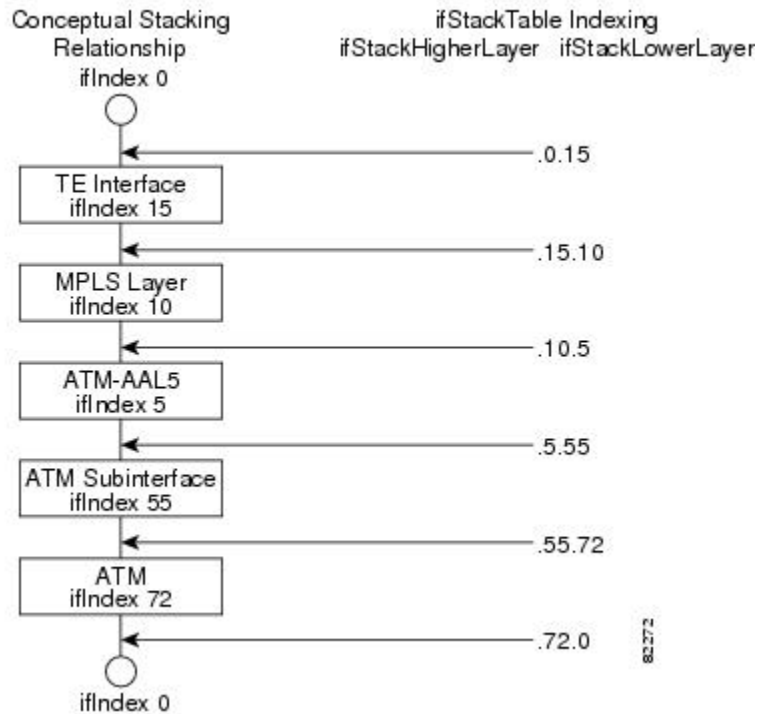 Conceptual Stacking
Relationship
ifIndex 0
ifStackTable Indexing
ifStackHigherLayer ifStackLowerLayer
.0.15
TE Interface
ifIndex 15
.15.10
MPLS Layer
ifIndex 10
.10.5
ATM-AAL5
ifIndex 5
.5.55
ATM Subinterface
ifIndex 55
.55.72
ATM
ifIndex 72
.72.0
82272
ifIndex 0